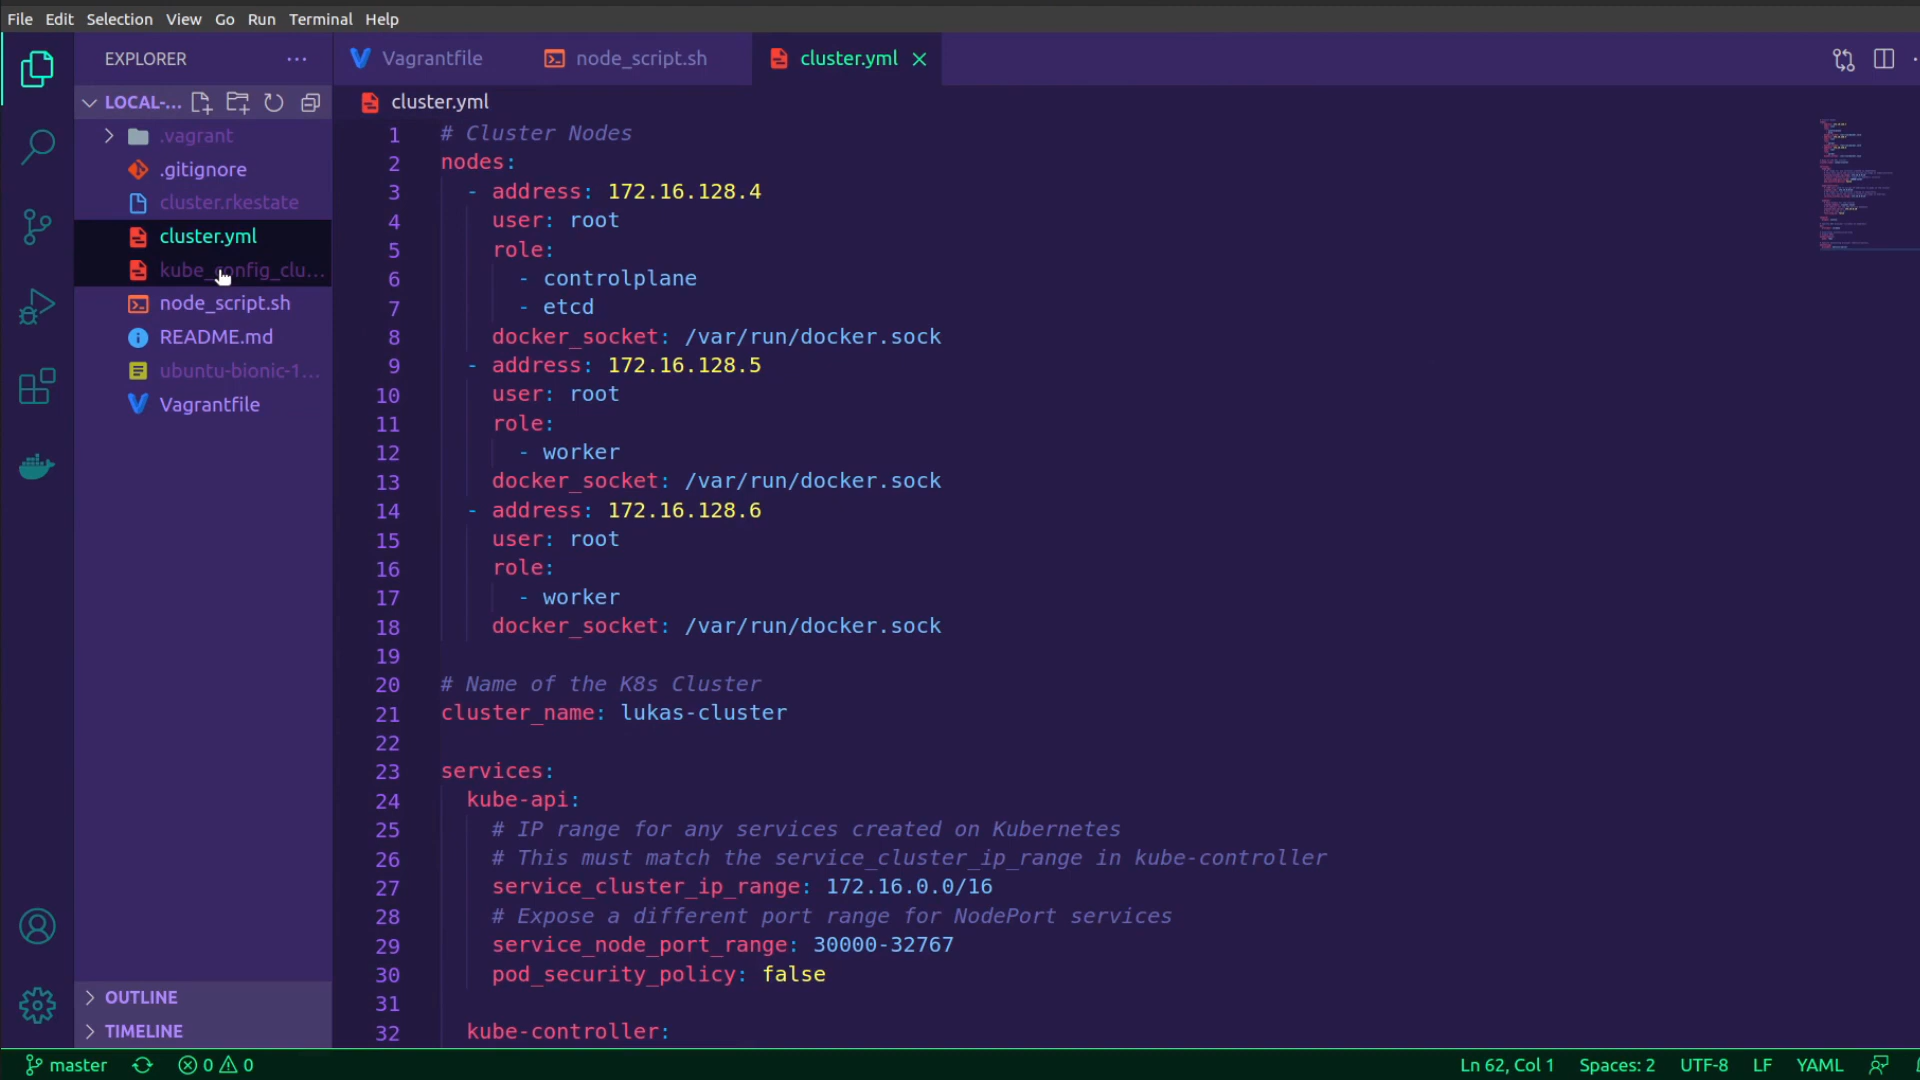 File Edit Selection View Go Run Terminal Help
EXPLORER
Vagrantfile
node_script.sh
cluster.yml
LOCAL-...
cluster.yml
.vagrant
.gitignore
cluster.rkestate
cluster.yml
kube_config_clu...
node_script.sh
README.md
ubuntu-bionic-1...
Vagrantfile
1 # Cluster Nodes
2 nodes:
3 - address: 172.16.128.4
4 user: root
5 role:
6 - controlplane
7 - etcd
8 docker_socket: /var/run/docker.sock
9 - address: 172.16.128.5
10 user: root
11 role:
12 - worker
13 docker_socket: /var/run/docker.sock
14 - address: 172.16.128.6
15 user: root
16 role:
17 - worker
18 docker_socket: /var/run/docker.sock
19
20 # Name of the K8s Cluster
21 cluster_name: lukas-cluster
22
23 services:
24 kube-api:
25 # IP range for any services created on Kubernetes
26 # This must match the service_cluster_ip_range in kube-controller
27 service_cluster_ip_range: 172.16.0.0/16
28 # Expose a different port range for NodePort services
29 service_node_port_range: 30000-32767
30 pod_security_policy: false
31
32 kube-controller:
OUTLINE
TIMELINE
master
0 0
Ln 62, Col 1 Spaces: 2 UTF-8 LF YAML